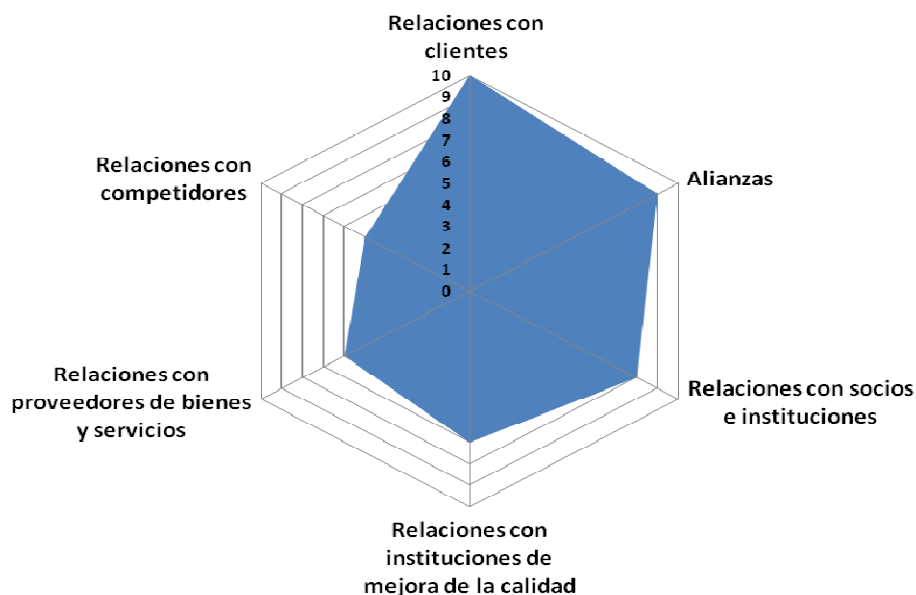 Relaciones con
clientes
10
9
8
7
6
5
4
3
2
1
0
Alianzas
Relaciones con socios
e instituciones
Relaciones con
instituciones de
mejora de la calidad
Relaciones con
proveedores de bienes
y servicios
Relaciones con
competidores